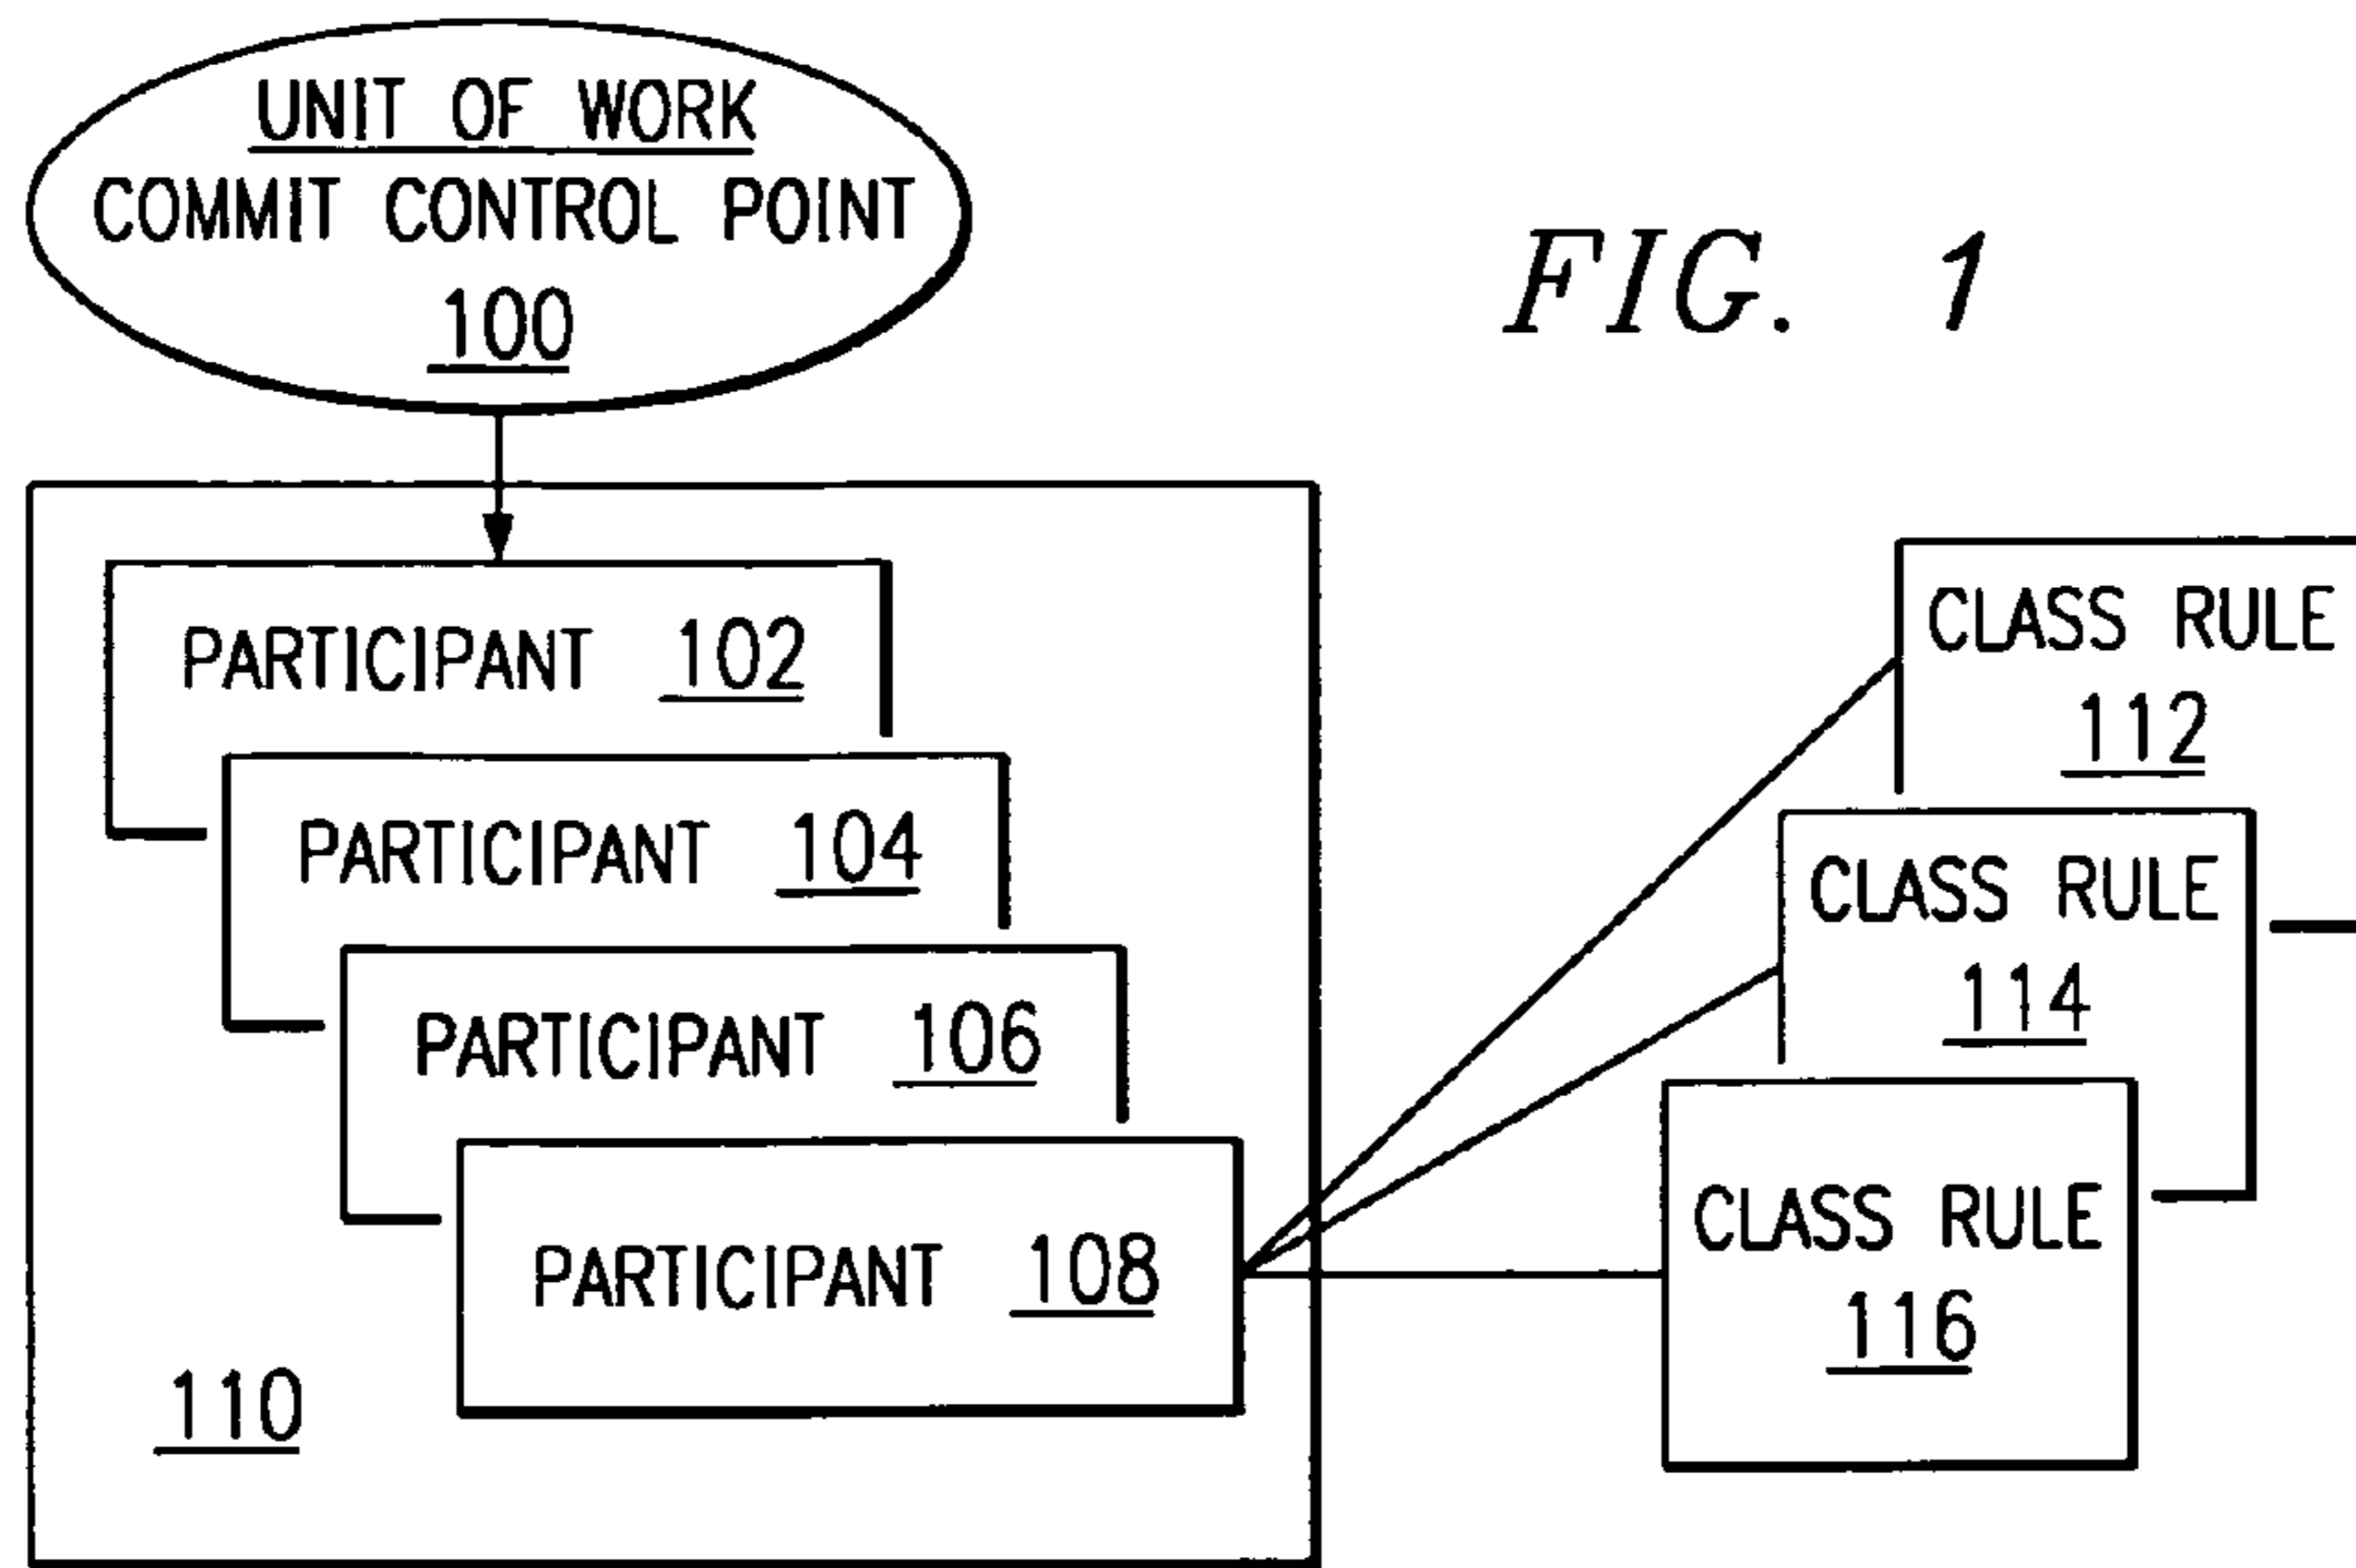 UNIT OF WORK
COMMIT CONTROL POINT
100
FIG. 1
PARTICIPANT 102
PARTICIPANT 104
PARTICIPANT 106
PARTICIPANT 108
110
CLASS RULE
112
CLASS RULE
114
CLASS RULE
116